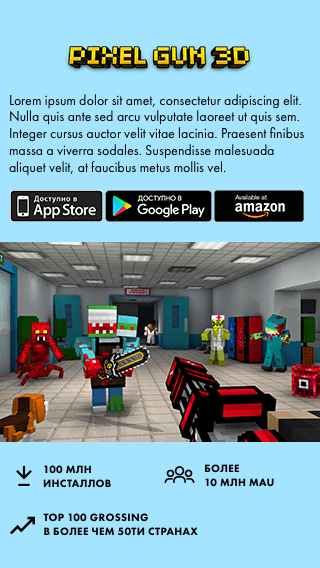 PIXEL GUN 3D
Lorem ipsum dolor sit amet, consectetur adipiscing elit.
Nulla quis ante sed arcu vulputate laoreet ut quis sem.
Integer cursus auctor velit vitae lacinia. Praesent finibus
massa a viverra sodales. Suspendisse malesuada
aliquet velit, at faucibus metus mollis vel.
Доступно в
App Store
ДОСТУПНО В
Google Play
Available at
amazon
100 МЛН
ИНСТАЛЛОВ
БОЛЕЕ
10 МЛН MAU
TOP 100 GROSSING
В БОЛЕЕ ЧЕМ 50ТИ СТРАНАХ